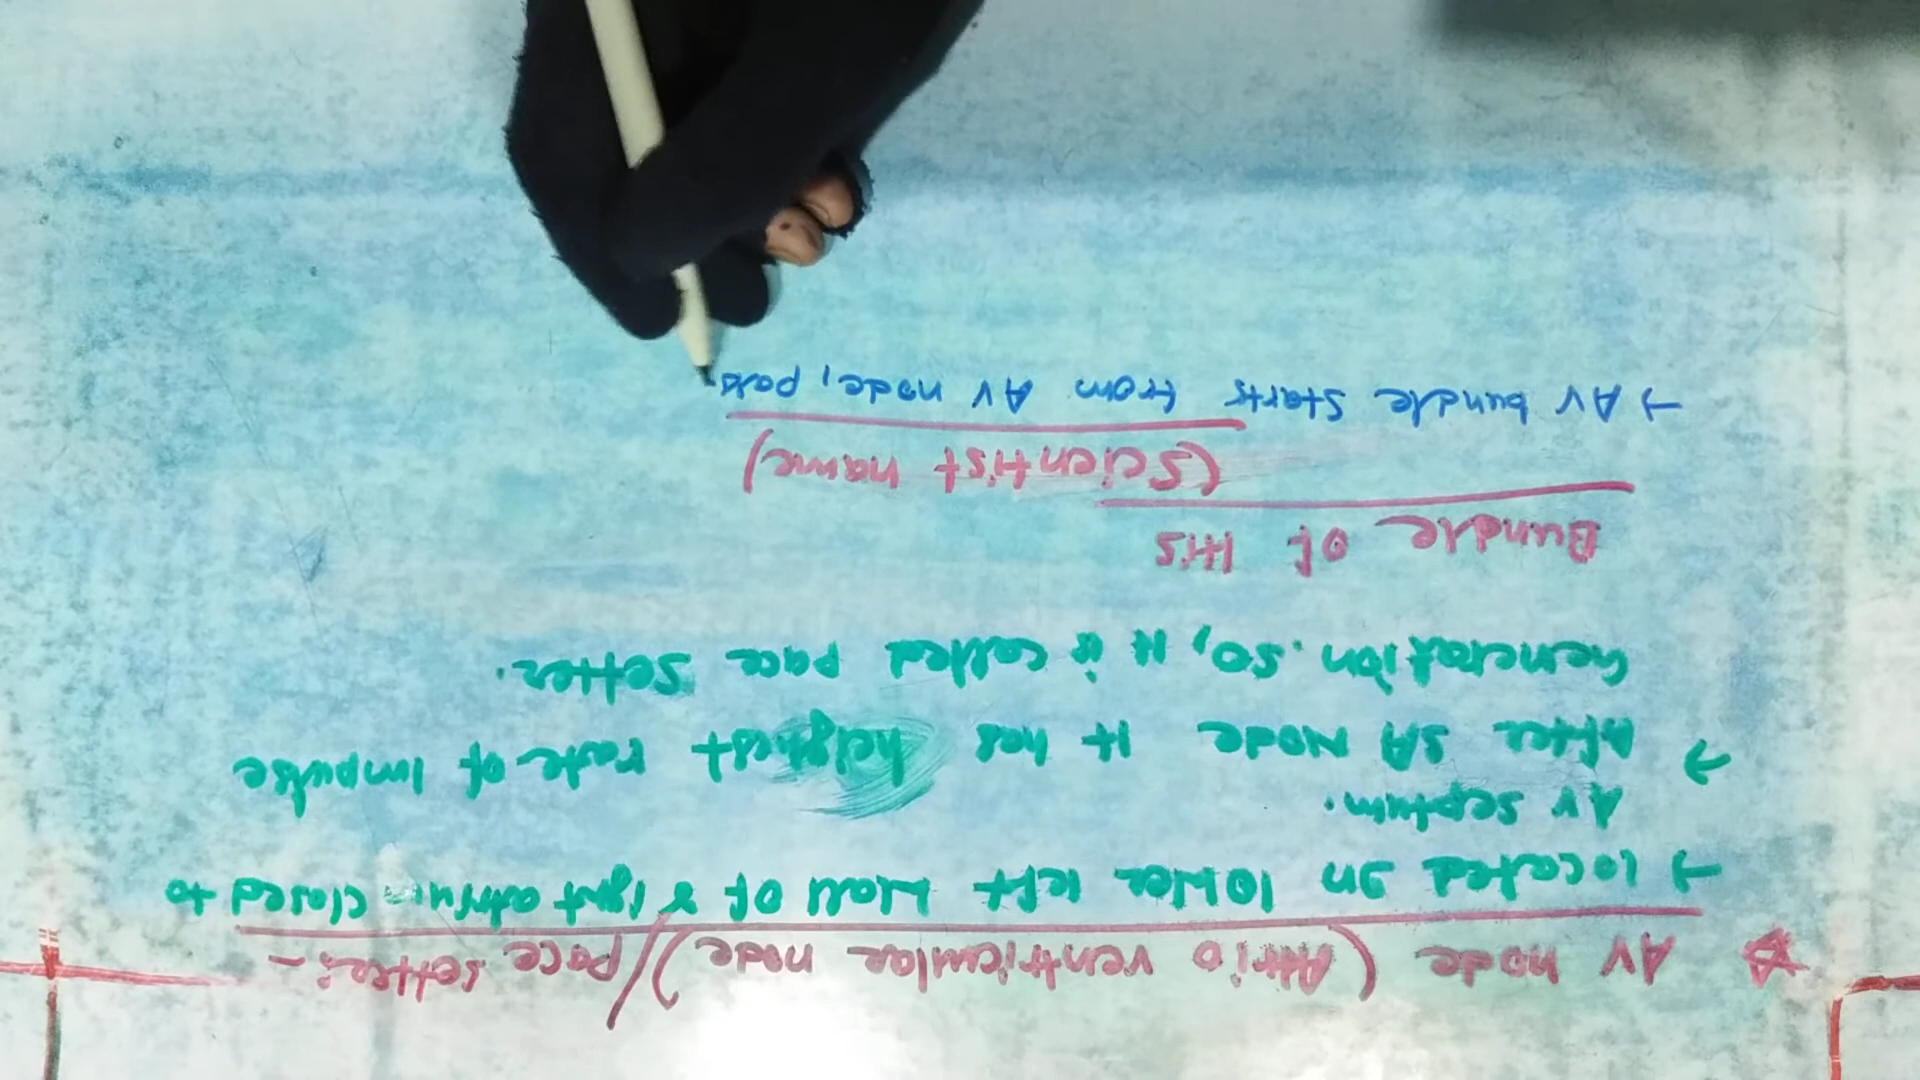 ☆ AV node (Atrio ventricular node)/pace setter:-
→ located In lower left wall of right atrium closed to
AV septum.
→ After SA Node it has heighest rate of impulse
Generation. so, it is called pace setter.
Bundle of His
(Scientist name)
→ AV bundle starts from AV node, pass